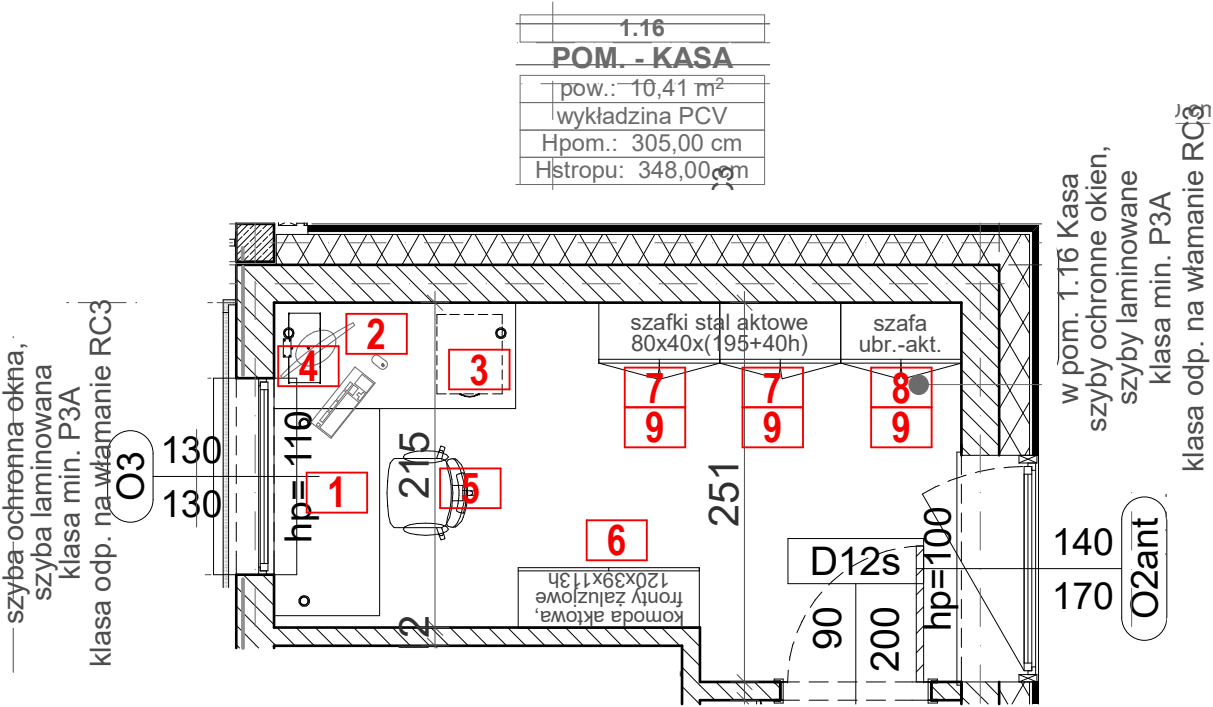 1.16
POM. - KASA
pow.: 10,41 m²
wykładzina PCV
Hpom.: 305,00 cm
Hstropu: 348,00 cm
szyba ochronna okna,
szyba laminowana
klasa min. P3A
klasa odp. na włamanie RC3
O3
130
130
hp=110
4
2
3
1
215
5
2
szafki stal aktowe
80x40x(195+40h)
szafa
ubr.-akt.
7
7
8
9
9
9
251
6
komoda aktowa,
fronty żaluzjowe
120x39x113h
D12s
90
200
hp=100
140
170
O2ant
w pom. 1.16 Kasa
szyby ochronne okien,
szyby laminowane
klasa min. P3A
klasa odp. na włamanie RC3